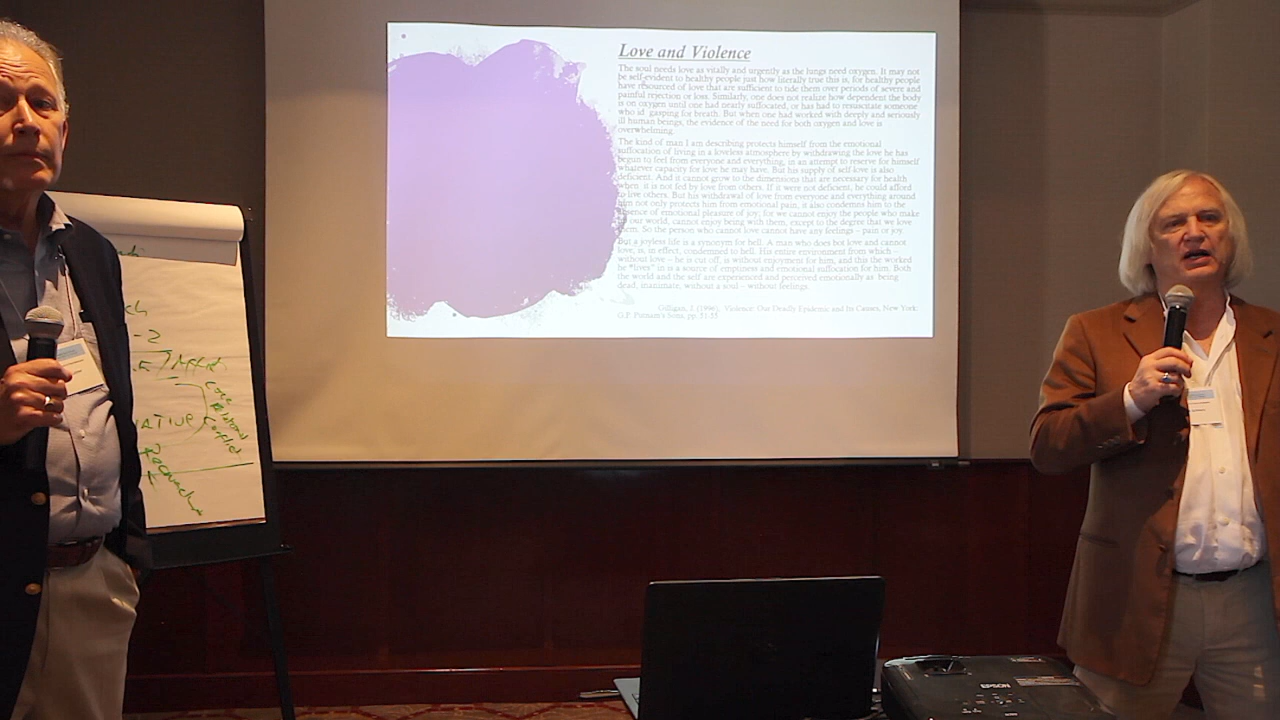 Love and Violence
The soul needs love as vitally and urgently as the lungs need oxygen. It may not
be self-evident to healthy people just how literally true this is, for healthy people
have resourced of love that are sufficient to tide them over periods of severe and
painful rejection or loss. Similarly, one does not realize how dependent the body
is on oxygen until one had nearly suffocated, or has had to resuscitate someone
who id gasping for breath. But when one had worked with deeply and seriously
ill human beings, the evidence of the need for both oxygen and love is
overwhelming.
The kind of man I am describing protects himself from the emotional
suffocation of living in a loveless atmosphere by withdrawing the love he has
begun to feel from everyone and everything, in an attempt to reserve for himself
whatever capacity for love he may have. But his supply of self-love is also
deficient. And it cannot grow to the dimensions that are necessary for health
when it is not fed by love from others. If it were not deficient, he could afford
to live others. But his withdrawal of love from everyone and everything around
him not only protects him from emotional pain, it also condemns him to the
absence of emotional pleasure of joy, for we cannot enjoy the people who make
up our world, cannot enjoy being with them, except to the degree that we love
them. So the person who cannot love cannot have any feelings – pain or joy.
But a joyless life is a synonym for hell. A man who does bot love and cannot
love, is, in effect, condemned to hell. His entire environment from which –
without love – he is cut off, is without enjoyment for him, and this the worked
he "loves" in is a source of emptiness and emotional suffocation for him. Both
the world and the self are experienced and perceived emotionally as being
dead, inanimate, without a soul – without feelings.
Gilligan, J. (1996). Violence: Our Deadly Epidemic and Its Causes, New York:
G.P. Putnam's Sons, pp. 51-53
-2
Core
Relational
Conflict
EPSON